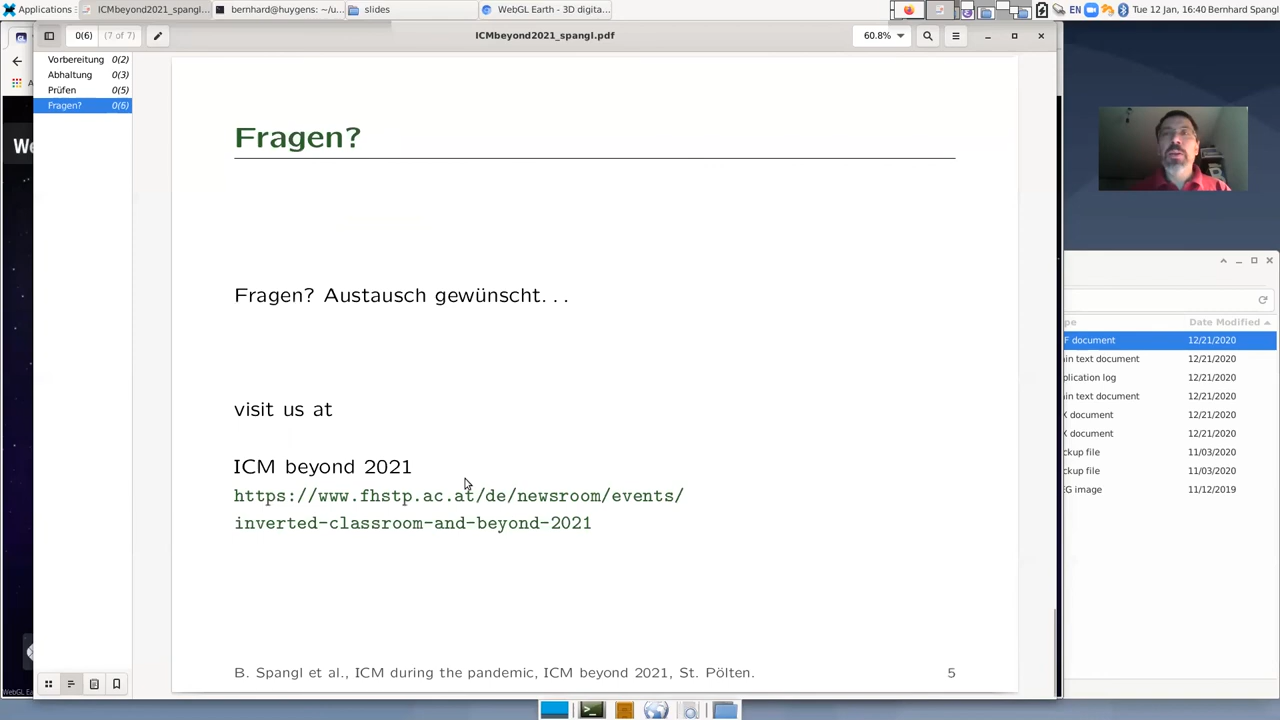 Applications
ICMbeyond2021_spangl....
bernhard@huygens: ~/u...
slides
WebGL Earth - 3D digita...
EN
Tue 12 Jan, 16:40 Bernhard Spangl
0(6) (7 of 7)
ICMbeyond2021_spangl.pdf
60.8%
Vorbereitung 0(2)
Abhaltung 0(3)
Prüfen 0(5)
Fragen? 0(6)
We
Fragen?
Fragen? Austausch gewünscht. . .
visit us at
ICM beyond 2021
https://www.fhstp.ac.at/de/newsroom/events/
inverted-classroom-and-beyond-2021
B. Spangl et al., ICM during the pandemic, ICM beyond 2021, St. Pölten. 5
pe Date Modified
F document 12/21/2020
in text document 12/21/2020
plication log 12/21/2020
in text document 12/21/2020
X document 12/21/2020
X document 12/21/2020
ckup file 11/03/2020
ckup file 11/03/2020
EG image 11/12/2019
WebGL Ea